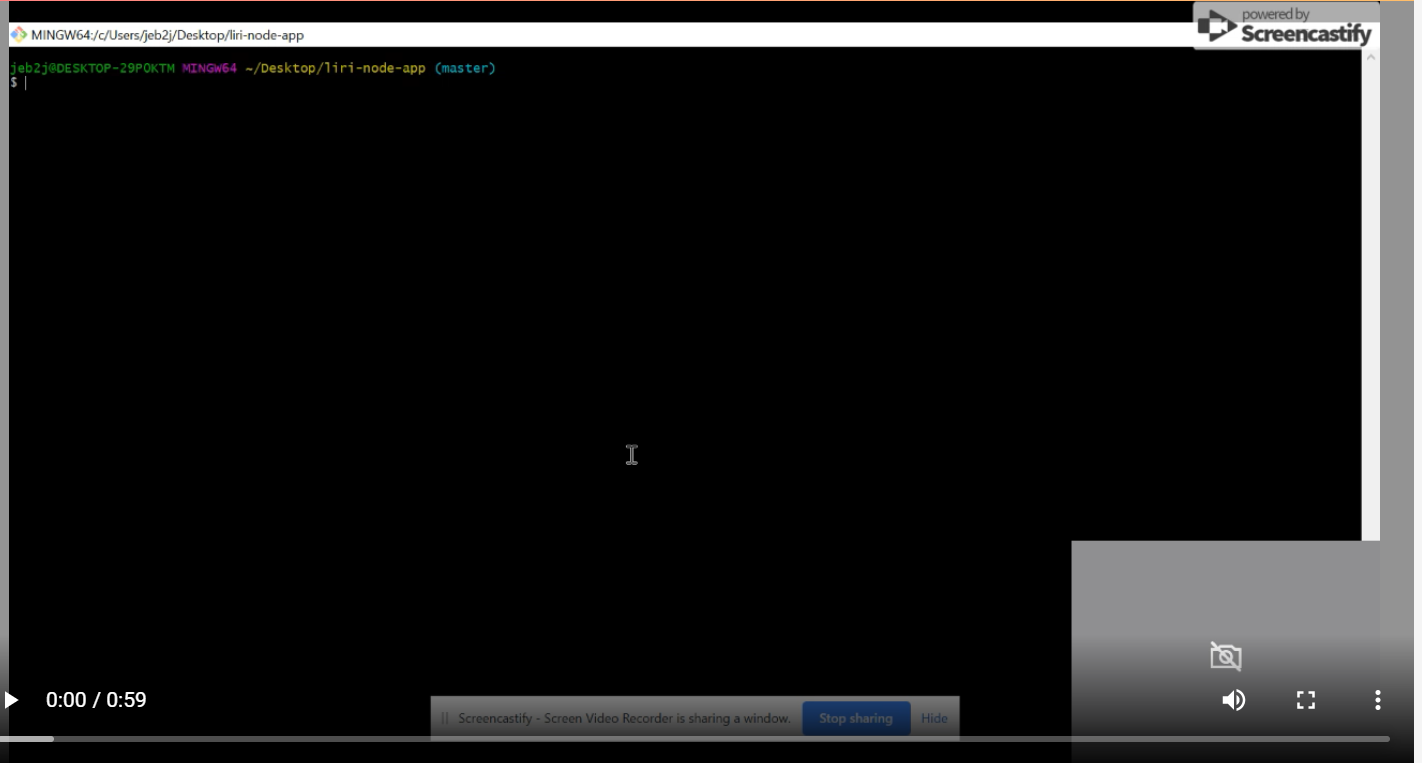 powered by
Screencastify
MINGW64:/c/Users/jeb2j/Desktop/liri-node-app
jeb2j@DESKTOP-29P0KTM MINGW64 ~/Desktop/liri-node-app (master)
$
0:00 / 0:59
Screencastify - Screen Video Recorder is sharing a window.
Stop sharing
Hide